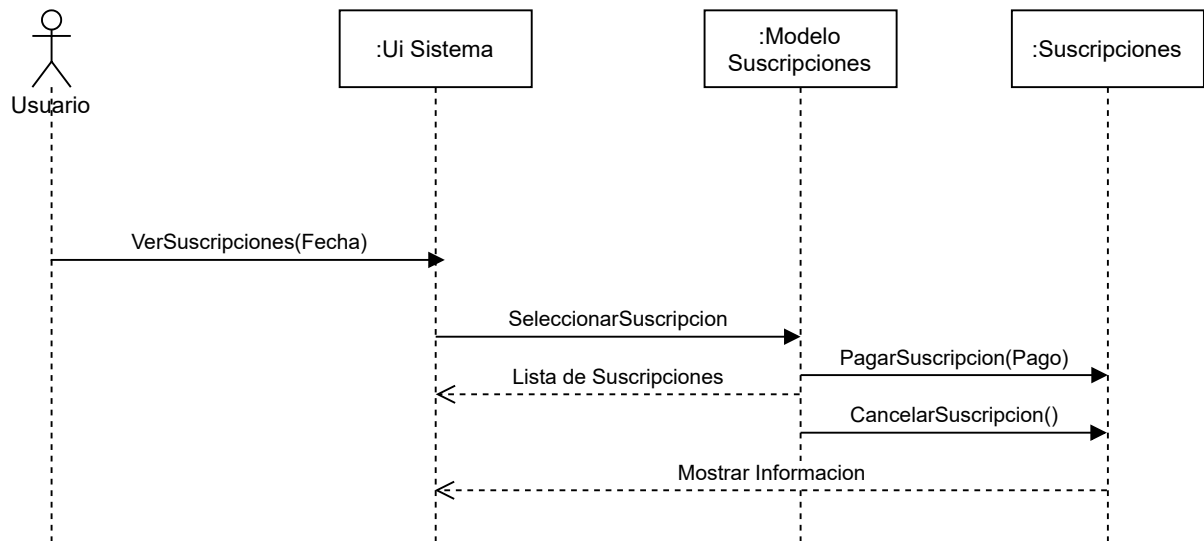 Usuario
:Ui Sistema
:Modelo
Suscripciones
:Suscripciones
VerSuscripciones(Fecha)
SeleccionarSuscripcion
PagarSuscripcion(Pago)
Lista de Suscripciones
CancelarSuscripcion()
Mostrar Informacion